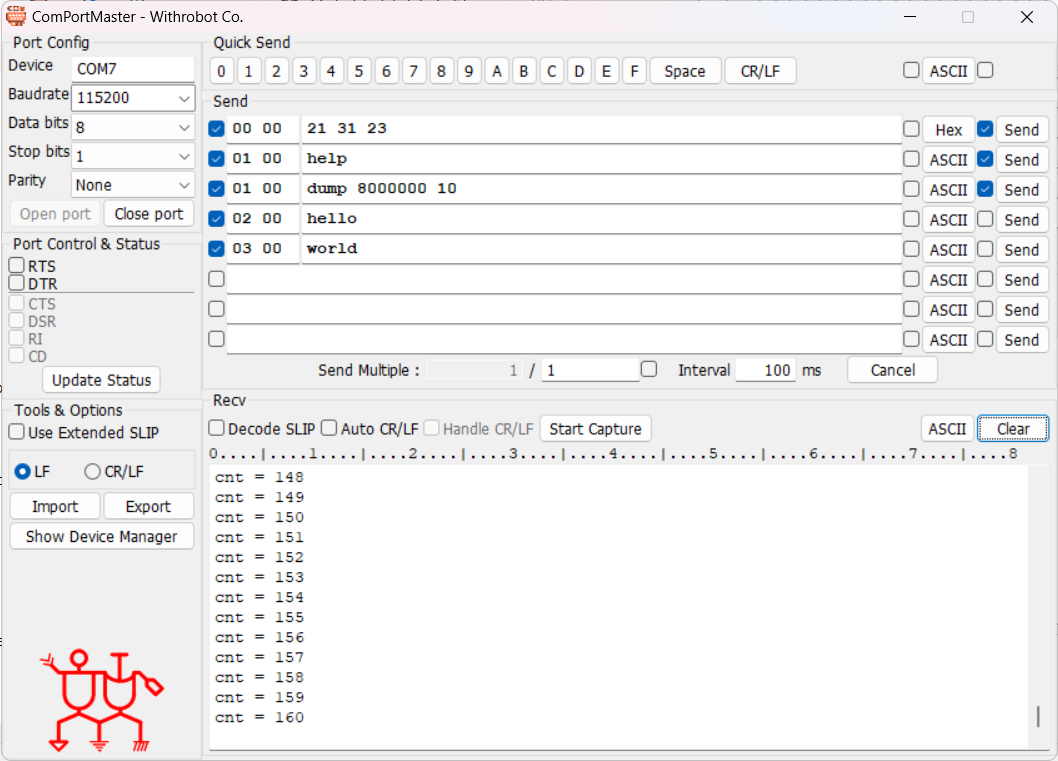 ComPortMaster - Withrobot Co.
Port Config
Device COM7
Baudrate 115200
Data bits 8
Stop bits 1
Parity None
Open port Close port
Port Control & Status
RTS
DTR
CTS
DSR
RI
CD
Update Status
Tools & Options
Use Extended SLIP
LF CR/LF
Import Export
Show Device Manager
Quick Send
0 1 2 3 4 5 6 7 8 9 A B C D E F Space CR/LF ASCII
Send
00 00 21 31 23 Hex Send
01 00 help ASCII Send
01 00 dump 8000000 10 ASCII Send
02 00 hello ASCII Send
03 00 world ASCII Send
ASCII Send
ASCII Send
ASCII Send
Send Multiple : 1 / 1 Interval 100 ms Cancel
Recv
Decode SLIP Auto CR/LF Handle CR/LF Start Capture ASCII Clear
0....|....1....|....2....|....3....|....4....|....5....|....6....|....7....|....8
cnt = 148
cnt = 149
cnt = 150
cnt = 151
cnt = 152
cnt = 153
cnt = 154
cnt = 155
cnt = 156
cnt = 157
cnt = 158
cnt = 159
cnt = 160